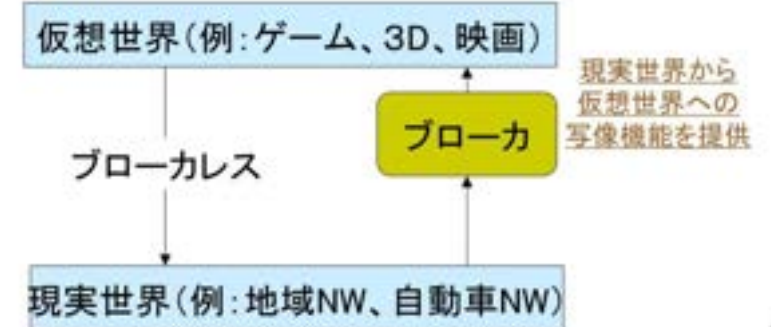 仮想世界(例:ゲーム、3D、映画)
現実世界から
仮想世界への
写像機能を提供
ブローカ
ブローカレス
現実世界(例:地域NW、自動車NW)